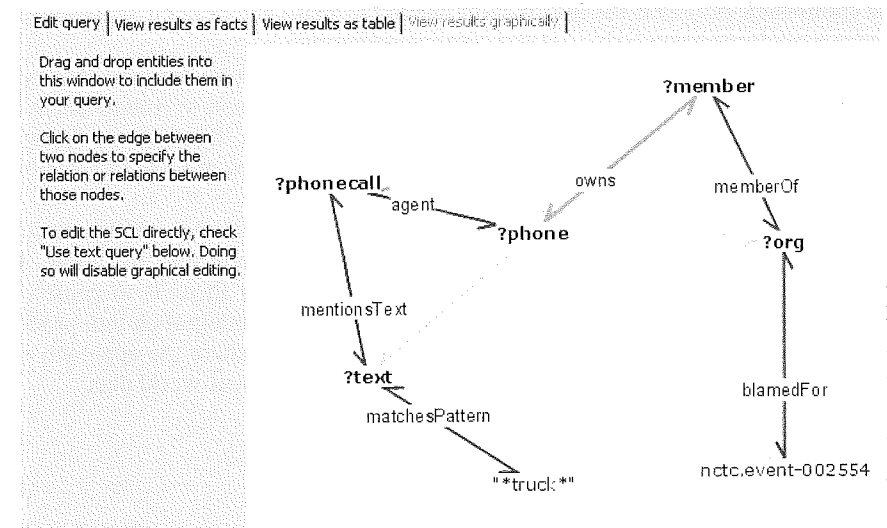 Edit query View results as facts View results as table View results graphically
Drag and drop entities into
this window to include them in
your query.
Click on the edge between
two nodes to specify the
relation or relations between
those nodes.
To edit the SCL directly, check
"Use text query" below. Doing
so will disable graphical editing.
?member
owns
memberOf
?phonecall
agent
?phone
?org
mentionsText
?text
matchesPattern
blamedFor
"*truck*"
nctc.event-002554